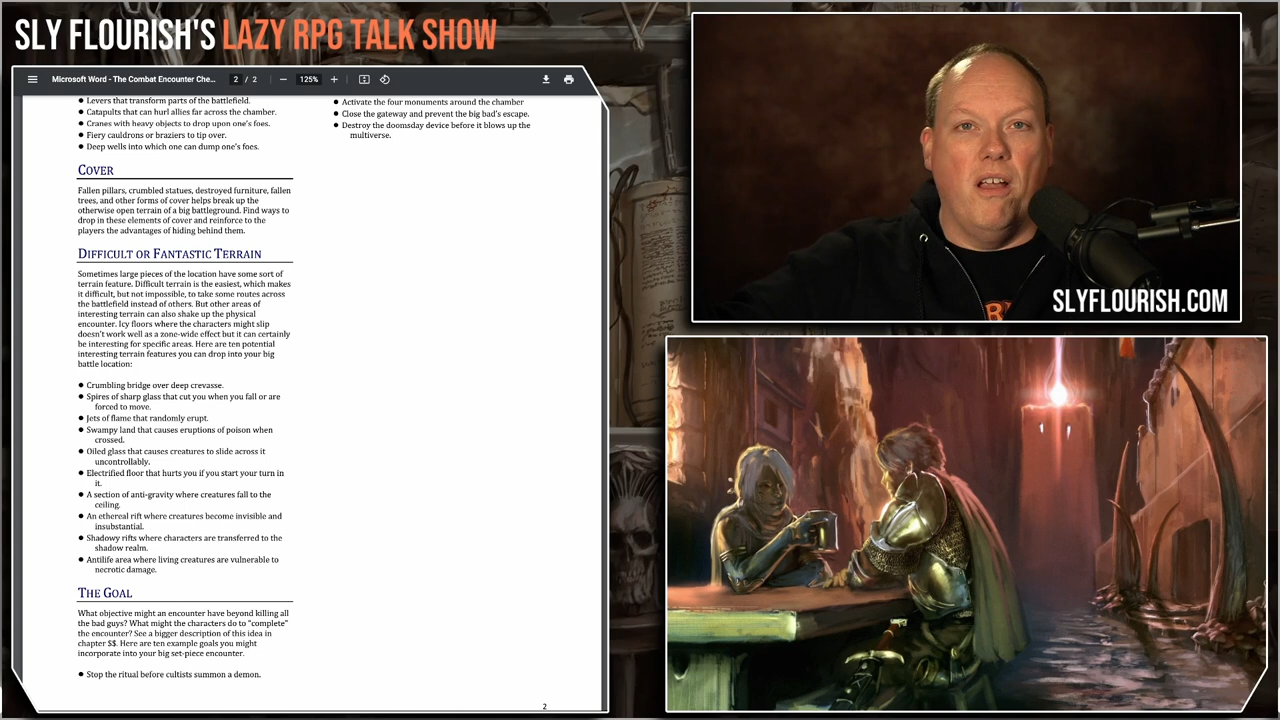 SLY FLOURISH'S LAZY RPG TALK SHOW
Microsoft Word - The Combat Encounter Che...
2 / 2
125%
Levers that transform parts of the battlefield.
Catapults that can hurl allies far across the chamber.
Cranes with heavy objects to drop upon one's foes.
Fiery cauldrons or braziers to tip over.
Deep wells into which one can dump one's foes.
COVER
Fallen pillars, crumbled statues, destroyed furniture, fallen
trees, and other forms of cover helps break up the
otherwise open terrain of a big battleground. Find ways to
drop in these elements of cover and reinforce to the
players the advantages of hiding behind them.
DIFFICULT OR FANTASTIC TERRAIN
Sometimes large pieces of the location have some sort of
terrain feature. Difficult terrain is the easiest, which makes
it difficult, but not impossible, to take some routes across
the battlefield instead of others. But other areas of
interesting terrain can also shake up the physical
encounter. Icy floors where the characters might slip
doesn't work well as a zone-wide effect but it can certainly
be interesting for specific areas. Here are ten potential
interesting terrain features you can drop into your big
battle location:
Crumbling bridge over deep crevasse.
Spires of sharp glass that cut you when you fall or are
forced to move.
Jets of flame that randomly erupt.
Swampy land that causes eruptions of poison when
crossed.
Oiled glass that causes creatures to slide across it
uncontrollably.
Electrified floor that hurts you if you start your turn in
it.
A section of anti-gravity where creatures fall to the
ceiling.
An ethereal rift where creatures become invisible and
insubstantial.
Shadowy rifts where characters are transferred to the
shadow realm.
Antilife area where living creatures are vulnerable to
necrotic damage.
THE GOAL
What objective might an encounter have beyond killing all
the bad guys? What might the characters do to "complete"
the encounter? See a bigger description of this idea in
chapter $$. Here are ten example goals you might
incorporate into your big set-piece encounter.
Stop the ritual before cultists summon a demon.
Activate the four monuments around the chamber
Close the gateway and prevent the big bad's escape.
Destroy the doomsday device before it blows up the
multiverse.
2
SLYFLOURISH.COM